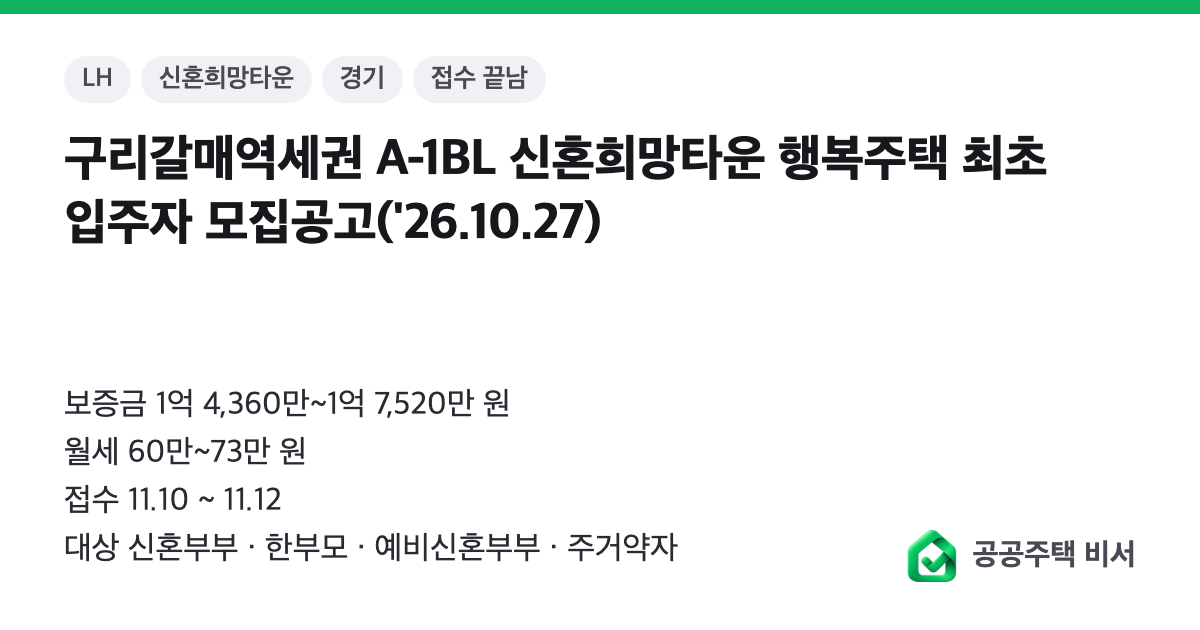 LH 신혼희망타운 경기 접수 끝남
구리갈매역세권 A-1BL 신혼희망타운 행복주택 최초
입주자 모집공고('26.10.27)
보증금 1억 4,360만~1억 7,520만 원
월세 60만~73만 원
접수 11.10 ~ 11.12
대상 신혼부부 · 한부모 · 예비신혼부부 · 주거약자
공공주택 비서